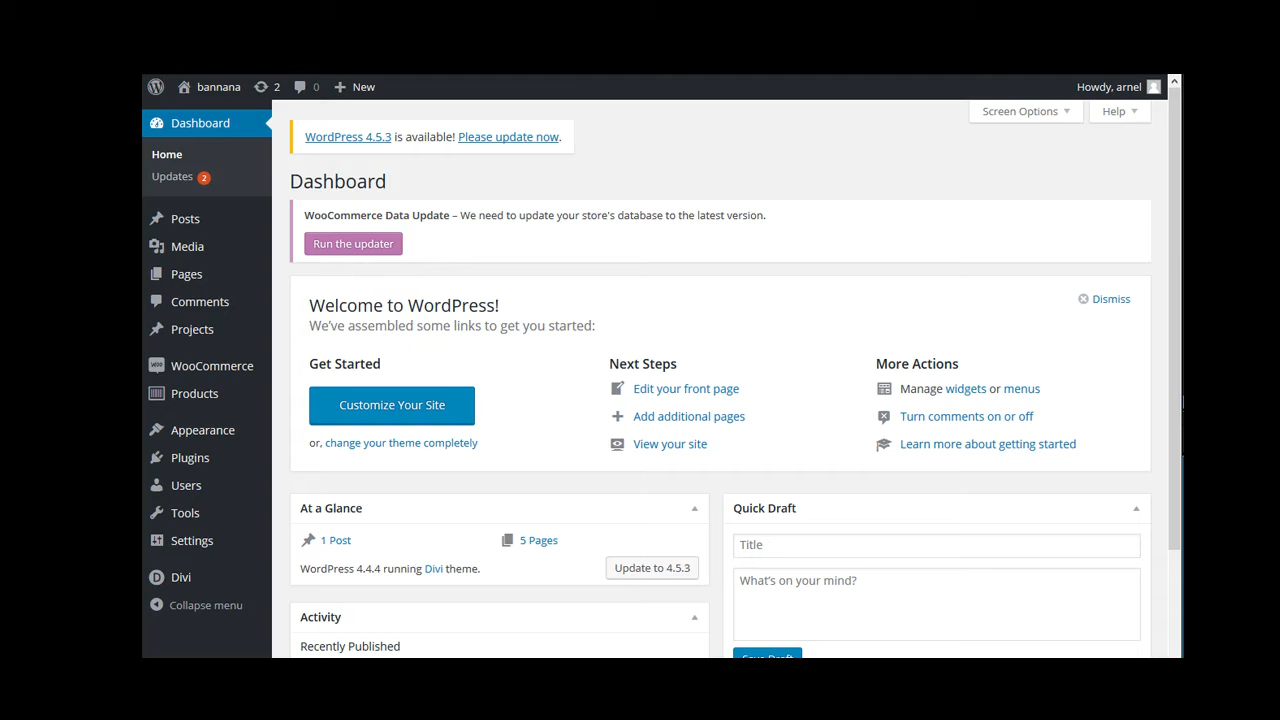 bannana 2 0 New Howdy, arnel
Dashboard
Home
Updates 2
Posts
Media
Pages
Comments
Projects
WooCommerce
Products
Appearance
Plugins
Users
Tools
Settings
Divi
Collapse menu
Screen Options Help
WordPress 4.5.3 is available! Please update now.
Dashboard
WooCommerce Data Update – We need to update your store's database to the latest version.
Run the updater
Welcome to WordPress!
We've assembled some links to get you started:
Dismiss
Get Started
Customize Your Site
or, change your theme completely
Next Steps
Edit your front page
Add additional pages
View your site
More Actions
Manage widgets or menus
Turn comments on or off
Learn more about getting started
At a Glance
1 Post 5 Pages
WordPress 4.4.4 running Divi theme. Update to 4.5.3
Activity
Recently Published
Quick Draft
Title
What's on your mind?
Save Draft